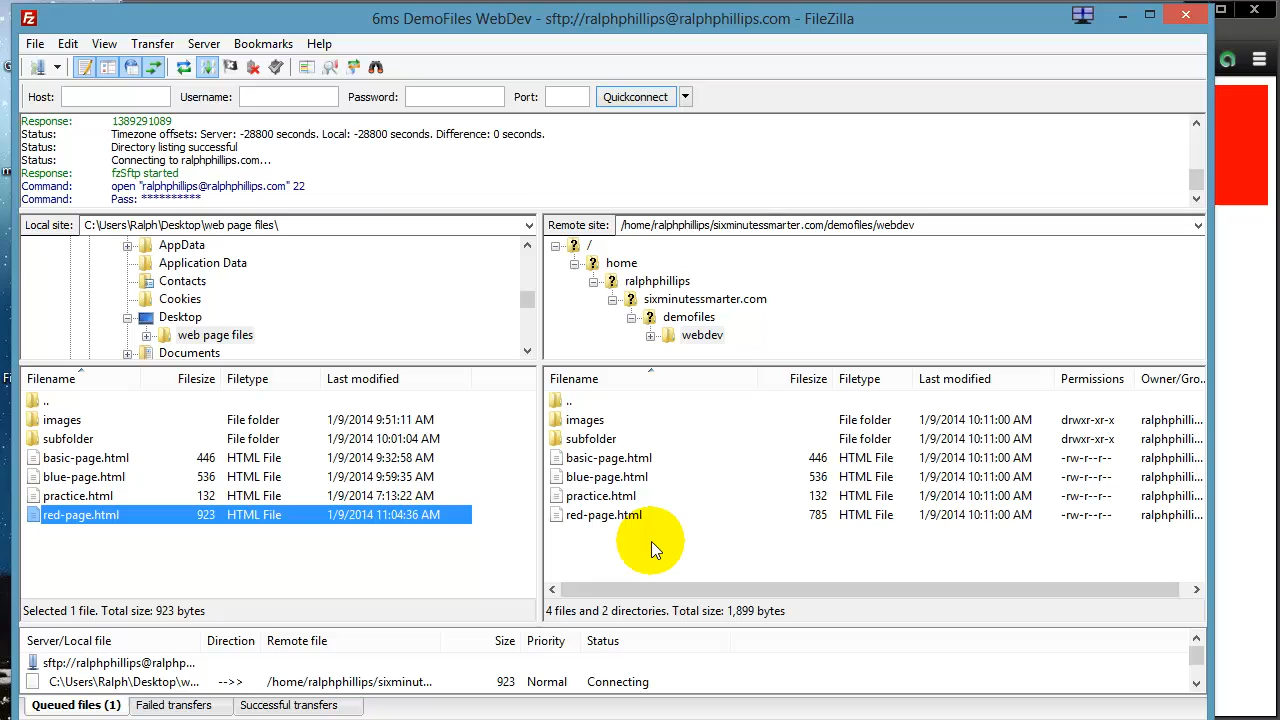 6ms DemoFiles WebDev - sftp://ralphphillips@ralphphillips.com - FileZilla
File Edit View Transfer Server Bookmarks Help
Host: Username: Password: Port: Quickconnect
Response: 1389291089
Status: Timezone offsets: Server: -28800 seconds. Local: -28800 seconds. Difference: 0 seconds.
Status: Directory listing successful
Status: Connecting to ralphphillips.com...
Response: fzSftp started
Command: open "ralphphillips@ralphphillips.com" 22
Command: Pass: **********
Local site: C:\Users\Ralph\Desktop\web page files\
AppData
Application Data
Contacts
Cookies
Desktop
web page files
Documents
Remote site: /home/ralphphillips/sixminutessmarter.com/demofiles/webdev
/
home
ralphphillips
sixminutessmarter.com
demofiles
webdev
Filename Filesize Filetype Last modified
..
images File folder 1/9/2014 9:51:11 AM
subfolder File folder 1/9/2014 10:01:04 AM
basic-page.html 446 HTML File 1/9/2014 9:32:58 AM
blue-page.html 536 HTML File 1/9/2014 9:59:35 AM
practice.html 132 HTML File 1/9/2014 7:13:22 AM
red-page.html 923 HTML File 1/9/2014 11:04:36 AM
Selected 1 file. Total size: 923 bytes
Filename Filesize Filetype Last modified Permissions Owner/Gro...
..
images File folder 1/9/2014 10:11:00 AM drwxr-xr-x ralphphilli...
subfolder File folder 1/9/2014 10:11:00 AM drwxr-xr-x ralphphilli...
basic-page.html 446 HTML File 1/9/2014 10:11:00 AM -rw-r--r-- ralphphilli...
blue-page.html 536 HTML File 1/9/2014 10:11:00 AM -rw-r--r-- ralphphilli...
practice.html 132 HTML File 1/9/2014 10:11:00 AM -rw-r--r-- ralphphilli...
red-page.html 785 HTML File 1/9/2014 10:11:00 AM -rw-r--r-- ralphphilli...
4 files and 2 directories. Total size: 1,899 bytes
Server/Local file Direction Remote file Size Priority Status
sftp://ralphphillips@ralphp...
C:\Users\Ralph\Desktop\w... -->> /home/ralphphillips/sixminut... 923 Normal Connecting
Queued files (1) Failed transfers Successful transfers